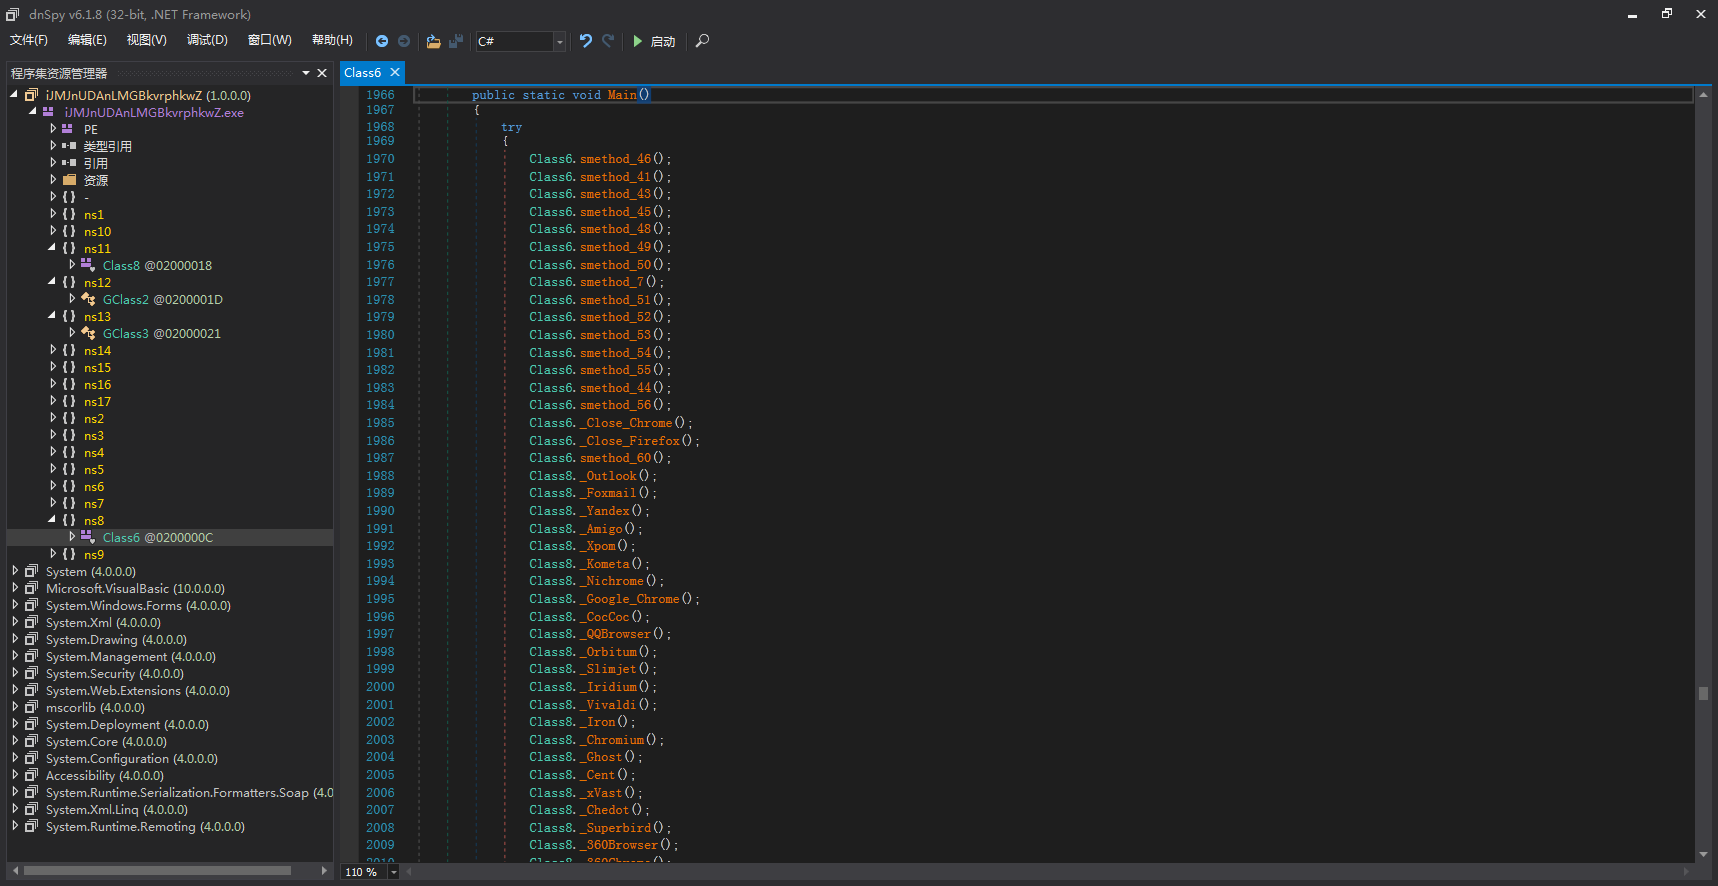 dnSpy v6.1.8 (32-bit, .NET Framework)
文件(F) 编辑(E) 视图(V) 调试(D) 窗口(W) 帮助(H) C# 启动
程序集资源管理器
iJMJnUDAnLMGBkvrphkwZ (1.0.0.0)
iJMJnUDAnLMGBkvrphkwZ.exe
PE
类型引用
引用
资源
{ } -
{ } ns1
{ } ns10
{ } ns11
Class8 @02000018
{ } ns12
GClass2 @0200001D
{ } ns13
GClass3 @02000021
{ } ns14
{ } ns15
{ } ns16
{ } ns17
{ } ns2
{ } ns3
{ } ns4
{ } ns5
{ } ns6
{ } ns7
{ } ns8
Class6 @0200000C
{ } ns9
System (4.0.0.0)
Microsoft.VisualBasic (10.0.0.0)
System.Windows.Forms (4.0.0.0)
System.Xml (4.0.0.0)
System.Drawing (4.0.0.0)
System.Management (4.0.0.0)
System.Security (4.0.0.0)
System.Web.Extensions (4.0.0.0)
mscorlib (4.0.0.0)
System.Deployment (4.0.0.0)
System.Core (4.0.0.0)
System.Configuration (4.0.0.0)
Accessibility (4.0.0.0)
System.Runtime.Serialization.Formatters.Soap (4.0
System.Xml.Linq (4.0.0.0)
System.Runtime.Remoting (4.0.0.0)
Class6
1966 public static void Main()
1967 {
1968 try
1969 {
1970 Class6.smethod_46();
1971 Class6.smethod_41();
1972 Class6.smethod_43();
1973 Class6.smethod_45();
1974 Class6.smethod_48();
1975 Class6.smethod_49();
1976 Class6.smethod_50();
1977 Class6.smethod_7();
1978 Class6.smethod_51();
1979 Class6.smethod_52();
1980 Class6.smethod_53();
1981 Class6.smethod_54();
1982 Class6.smethod_55();
1983 Class6.smethod_44();
1984 Class6.smethod_56();
1985 Class6._Close_Chrome();
1986 Class6._Close_Firefox();
1987 Class6.smethod_60();
1988 Class8._Outlook();
1989 Class8._Foxmail();
1990 Class8._Yandex();
1991 Class8._Amigo();
1992 Class8._Xpom();
1993 Class8._Kometa();
1994 Class8._Nichrome();
1995 Class8._Google_Chrome();
1996 Class8._CocCoc();
1997 Class8._QQBrowser();
1998 Class8._Orbitum();
1999 Class8._Slimjet();
2000 Class8._Iridium();
2001 Class8._Vivaldi();
2002 Class8._Iron();
2003 Class8._Chromium();
2004 Class8._Ghost();
2005 Class8._Cent();
2006 Class8._xVast();
2007 Class8._Chedot();
2008 Class8._Superbird();
2009 Class8._360Browser();
2010 Class8._360Chrome();
110 %